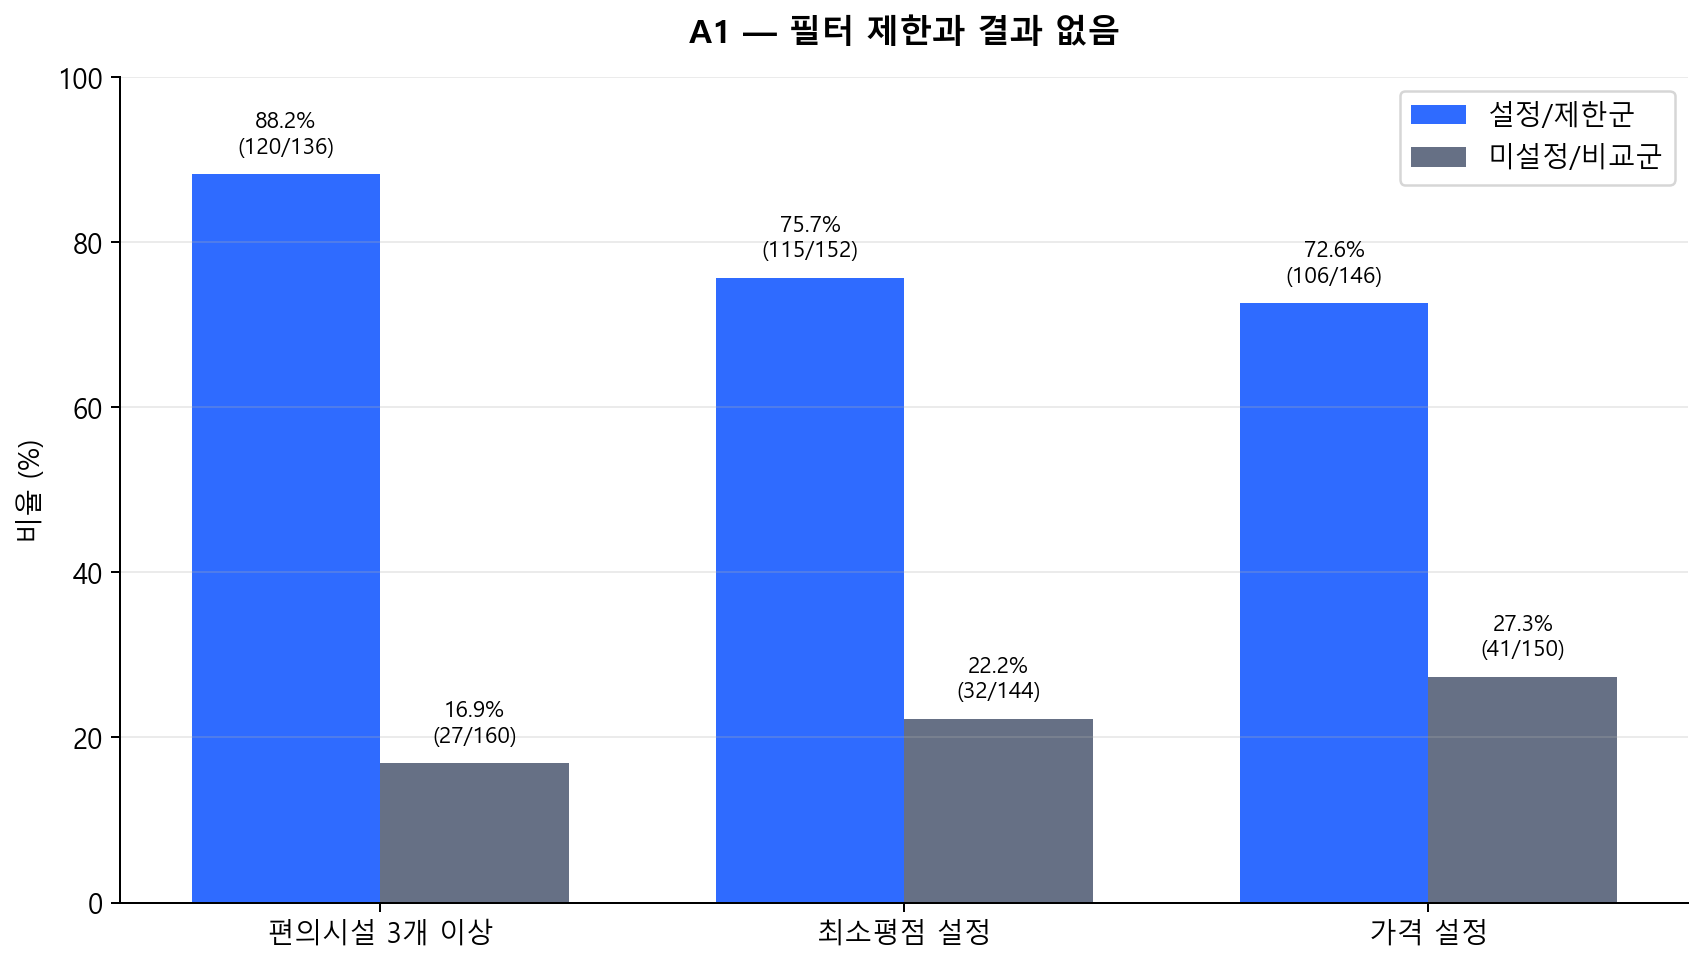 A1 — 필터 제한과 결과 없음
설정/제한군
미설정/비교군
비율 (%)
100
80
60
40
20
0
88.2%
(120/136)
16.9%
(27/160)
75.7%
(115/152)
22.2%
(32/144)
72.6%
(106/146)
27.3%
(41/150)
편의시설 3개 이상
최소평점 설정
가격 설정